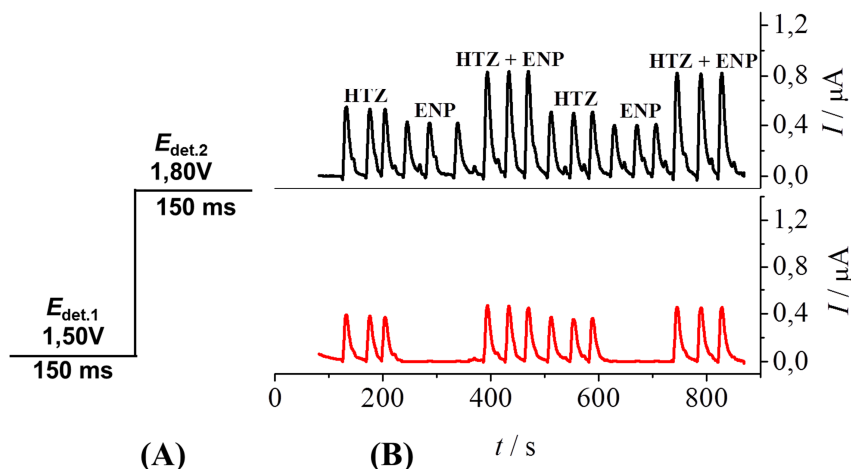 HTZ
ENP
HTZ + ENP
HTZ
ENP
HTZ + ENP
1,2
0,8
0,4
0,0
I / µA
Edet.2
1,80V
150 ms
Edet.1
1,50V
150 ms
1,2
0,8
0,4
0,0
I / µA
0
200
400
600
800
t / s
(A)
(B)